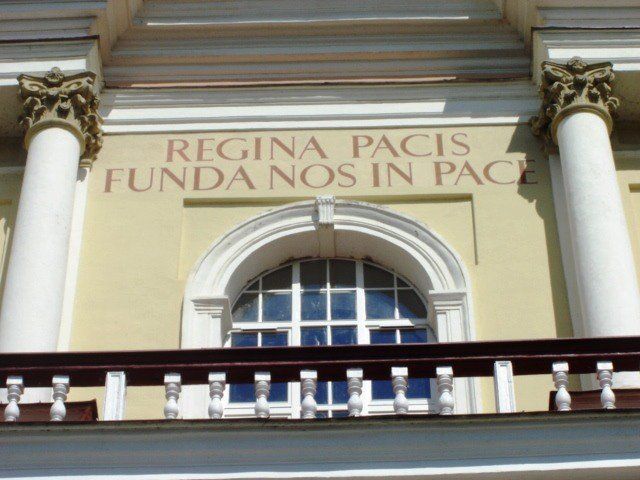 REGINA PACIS
FUNDA NOS IN PACE